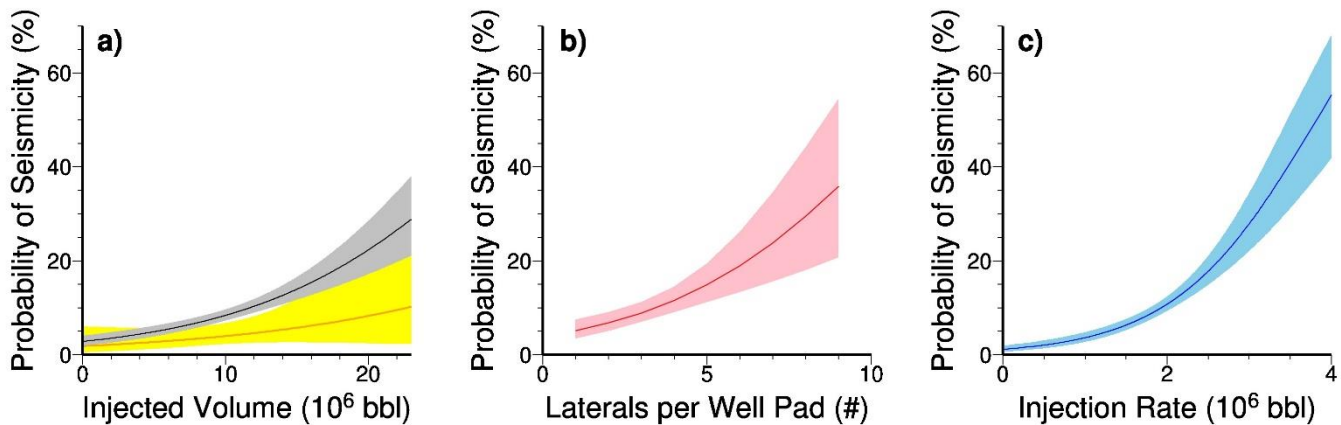 a)
Probability of Seismicity (%)
60
40
20
0
0 10 20
Injected Volume (10⁶ bbl)
b)
Probability of Seismicity (%)
60
40
20
0
0 5 10
Laterals per Well Pad (#)
c)
Probability of Seismicity (%)
60
40
20
0
0 2 4
Injection Rate (10⁶ bbl)